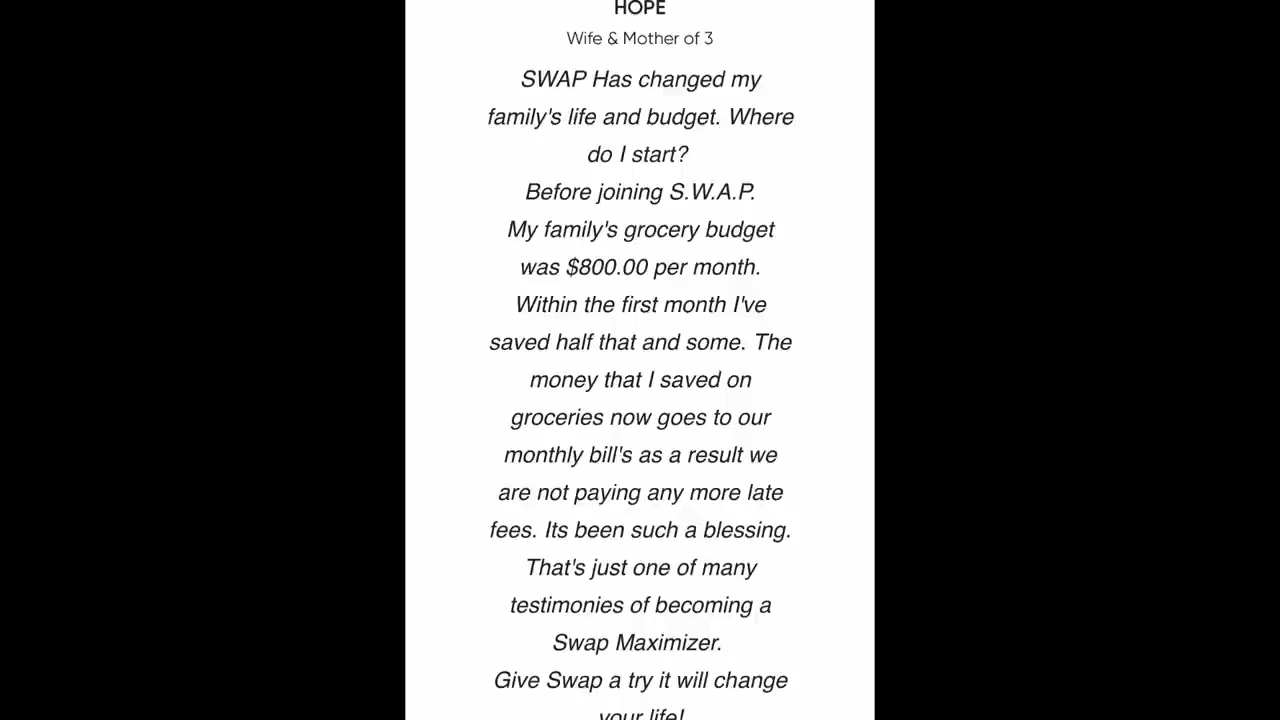 HOPE
Wife & Mother of 3
SWAP Has changed my
family's life and budget. Where
do I start?
Before joining S.W.A.P.
My family's grocery budget
was $800.00 per month.
Within the first month I've
saved half that and some. The
money that I saved on
groceries now goes to our
monthly bill's as a result we
are not paying any more late
fees. Its been such a blessing.
That's just one of many
testimonies of becoming a
Swap Maximizer.
Give Swap a try it will change
your life!